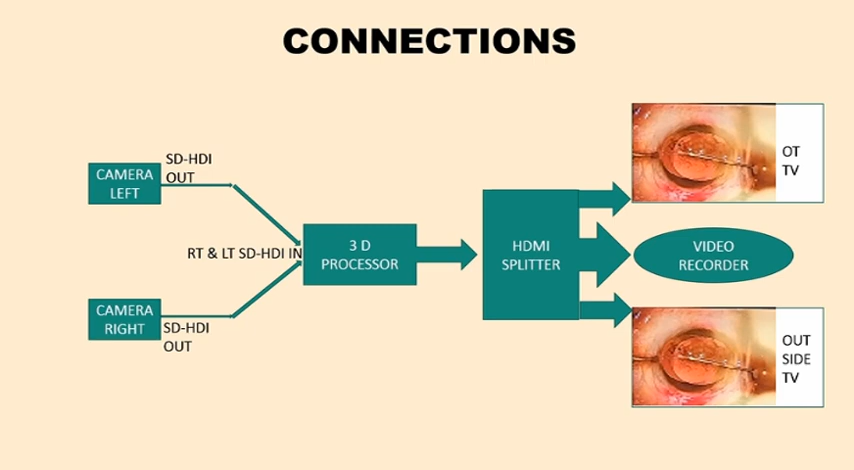 CONNECTIONS
SD-HDI
OUT
CAMERA
LEFT
RT & LT SD-HDI IN
CAMERA
RIGHT
SD-HDI
OUT
3 D
PROCESSOR
HDMI
SPLITTER
OT
TV
VIDEO
RECORDER
OUT
SIDE
TV